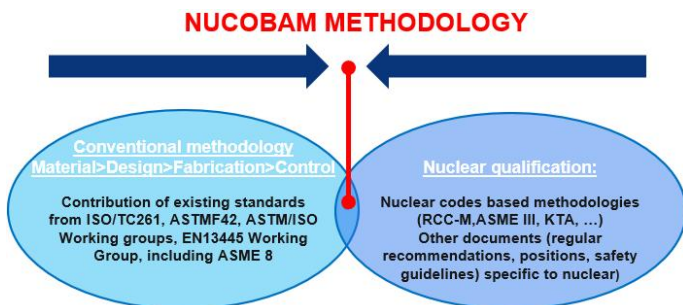 NUCOBAM METHODOLOGY
Conventional methodology
Material>Design>Fabrication>Control
Contribution of existing standards
from ISO/TC261, ASTMF42, ASTM/ISO
Working groups, EN13445 Working
Group, including ASME 8
Nuclear qualification:
Nuclear codes based methodologies
(RCC-M,ASME III, KTA, ...)
Other documents (regular
recommendations, positions, safety
guidelines) specific to nuclear)